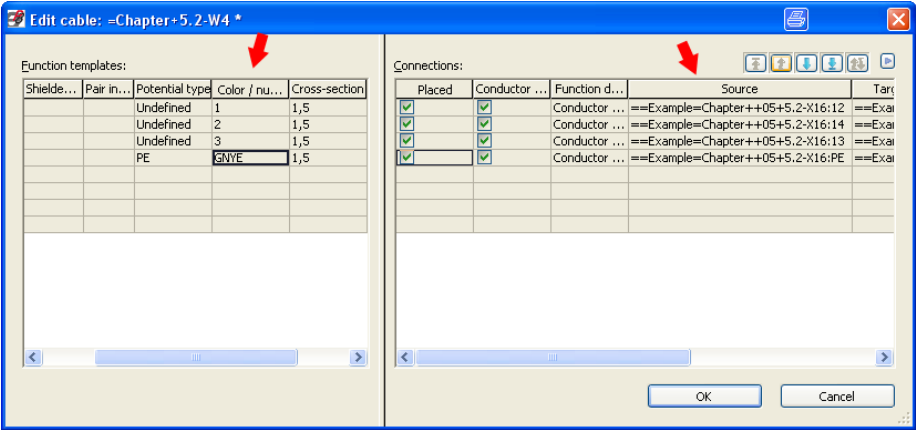 Edit cable: =Chapter+5.2-W4 *
Function templates:
Shielde... Pair in... Potential type Color / nu... Cross-section
Undefined 1 1,5
Undefined 2 1,5
Undefined 3 1,5
PE GNYE 1,5
Connections:
Placed Conductor ... Function d... Source Targ
Conductor ... ==Example=Chapter++05+5.2-X16:12 ==Exa
Conductor ... ==Example=Chapter++05+5.2-X16:14 ==Exa
Conductor ... ==Example=Chapter++05+5.2-X16:13 ==Exa
Conductor ... ==Example=Chapter++05+5.2-X16:PE ==Exa
OK Cancel